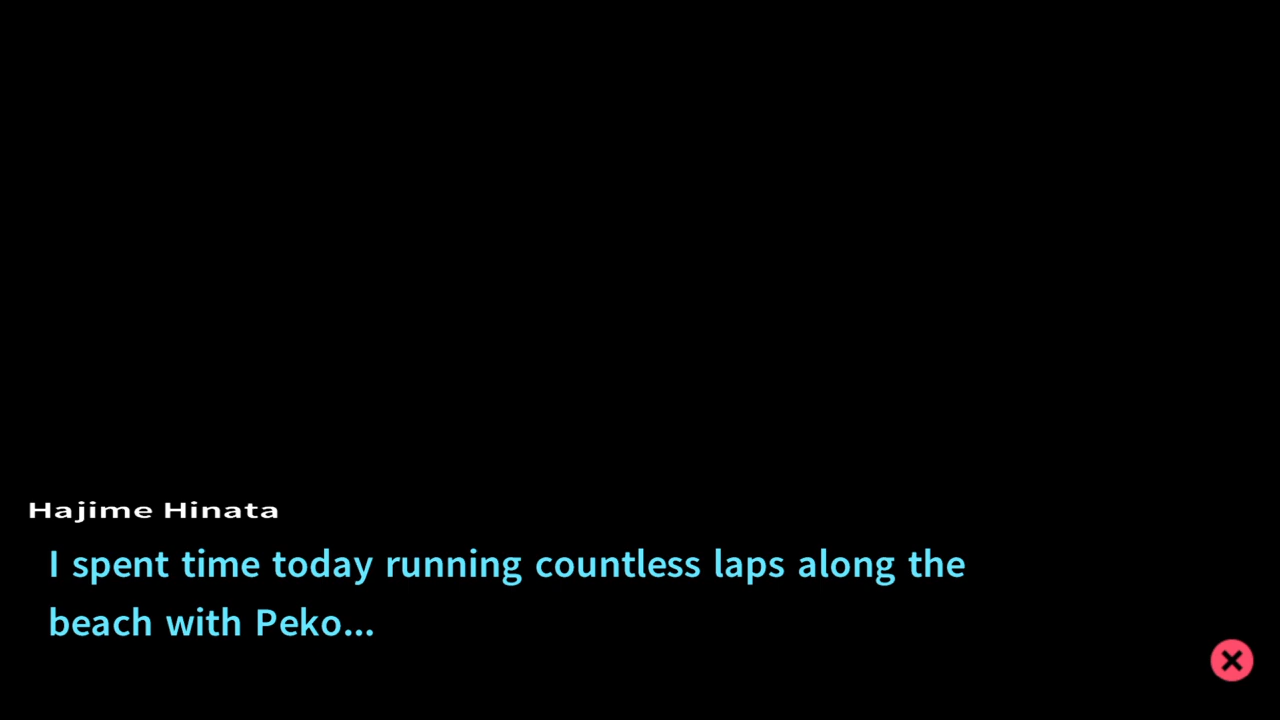 Hajime Hinata
I spent time today running countless laps along the
beach with Peko...